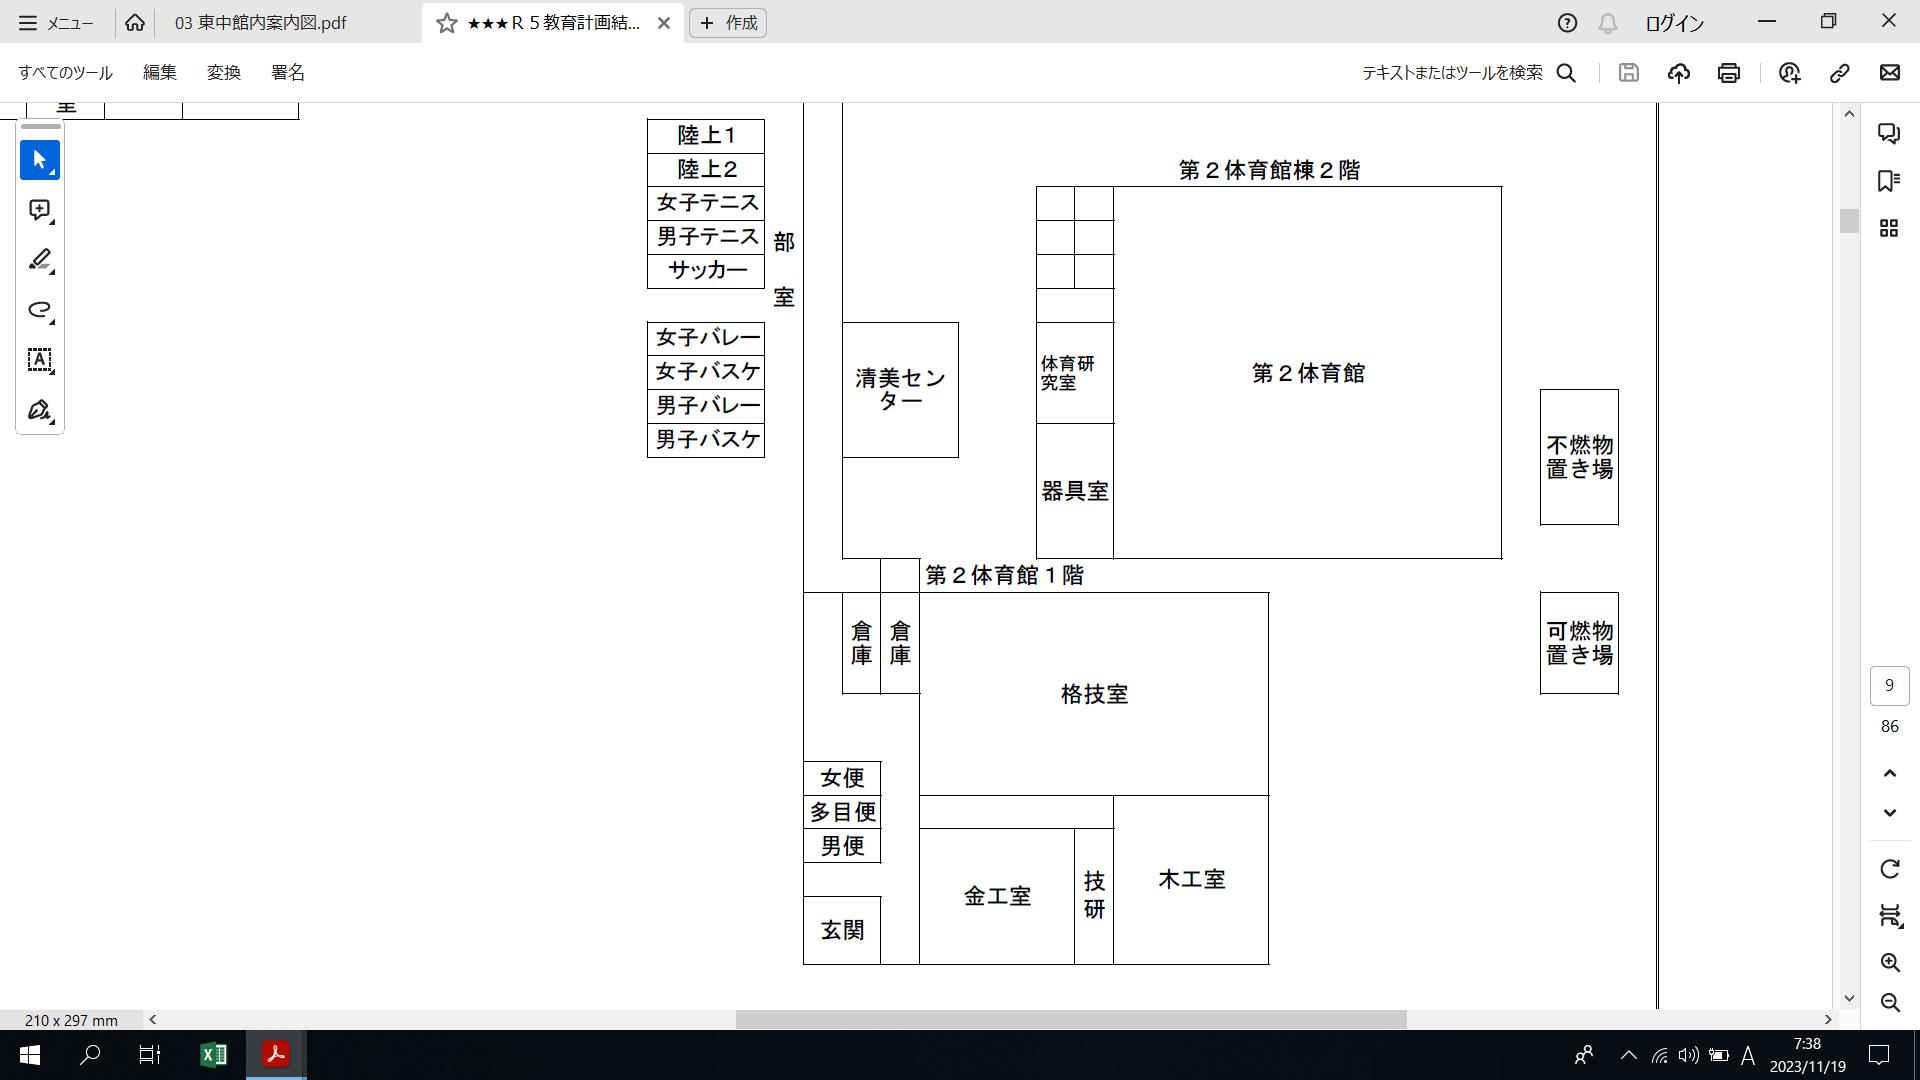 メニュー
03 東中館内案内図.pdf
★★★Ｒ５教育計画結...
作成
ログイン
すべてのツール
編集
変換
署名
テキストまたはツールを検索
陸上１
陸上２
女子テニス
男子テニス
サッカー
部
室
女子バレー
女子バスケ
男子バレー
男子バスケ
清美セン
ター
第２体育館棟２階
体育研
究室
器具室
第２体育館
不燃物
置き場
第２体育館１階
倉
庫
倉
庫
格技室
可燃物
置き場
女便
多目便
男便
玄関
金工室
技
研
木工室
9
86
210 x 297 mm
A
7:38
2023/11/19